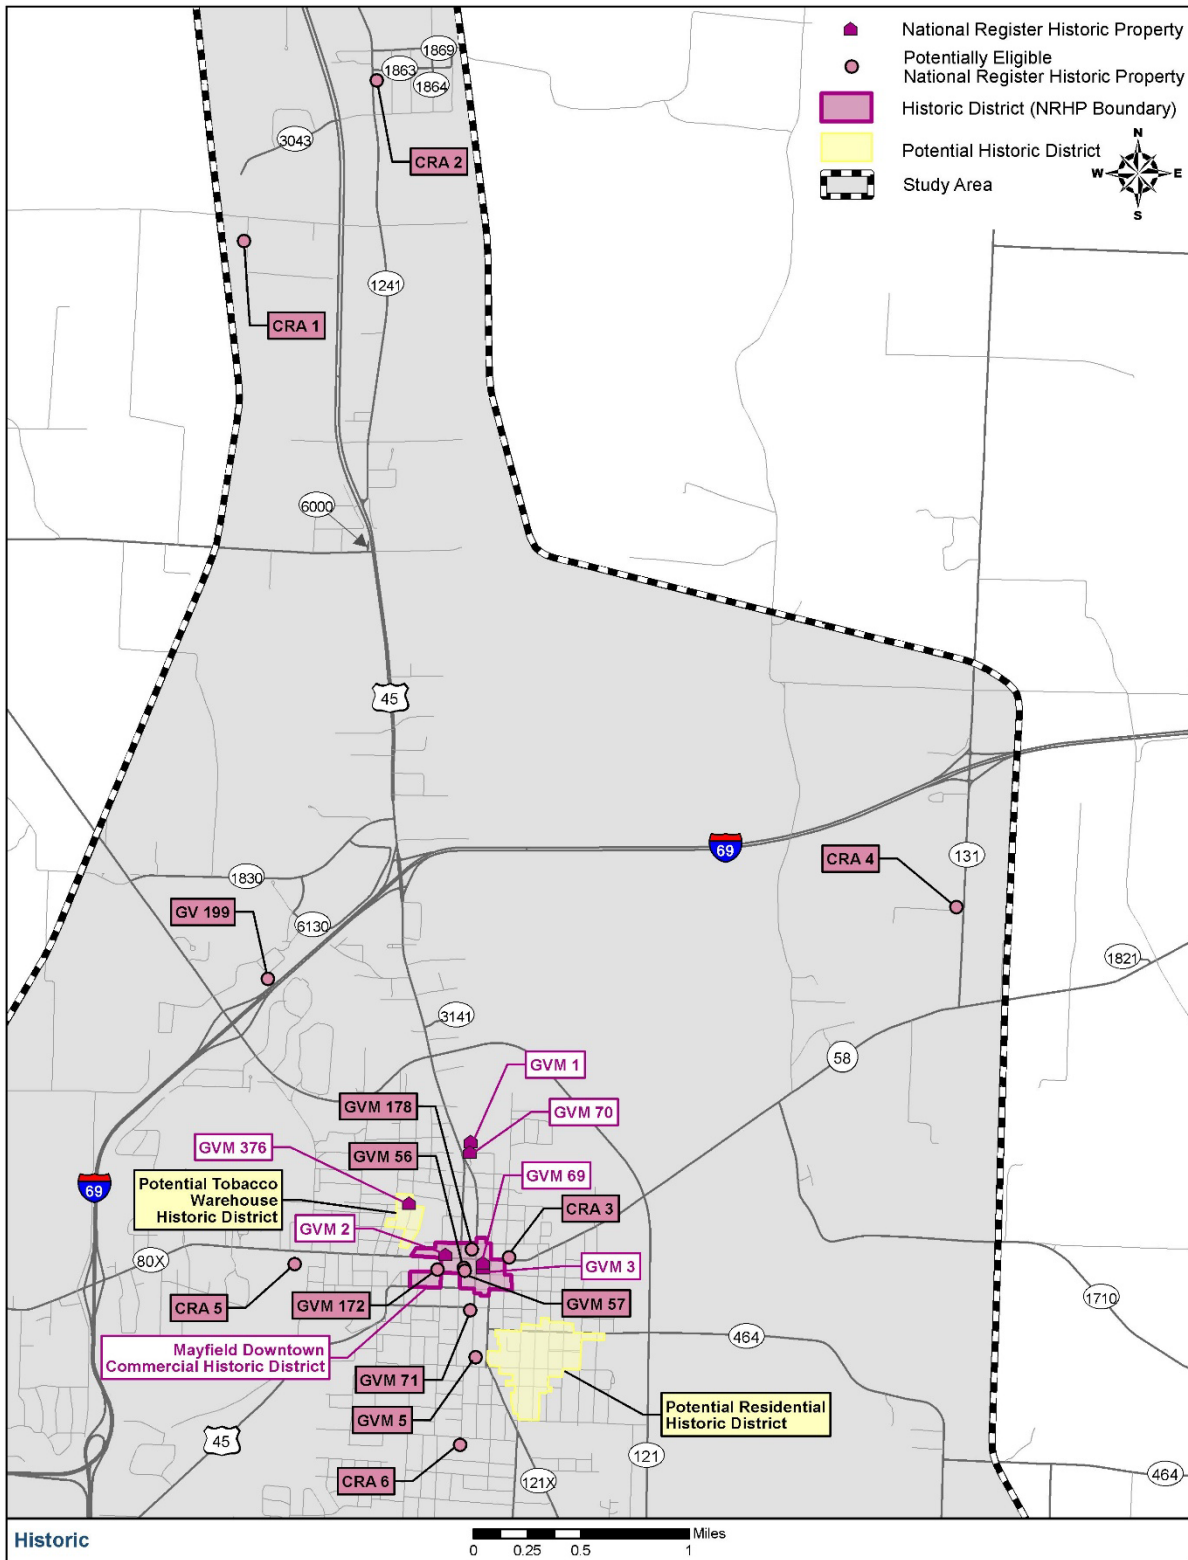 National Register Historic Property
Potentially Eligible
National Register Historic Property
Historic District (NRHP Boundary)
Potential Historic District
Study Area
N
W E
S
1869
1863
1864
3043
CRA 2
1241
CRA 1
6000
45
69
CRA 4
131
1830
GV 199
6130
1821
3141
58
GVM 1
GVM 178
GVM 70
GVM 376
GVM 56
GVM 69
69
Potential Tobacco
Warehouse
Historic District
CRA 3
GVM 2
80X
GVM 3
CRA 5
GVM 172
GVM 57
1710
464
Mayfield Downtown
Commercial Historic District
GVM 71
Potential Residential
Historic District
GVM 5
45
121
464
CRA 6
121X
Historic
Miles
0 0.25 0.5 1